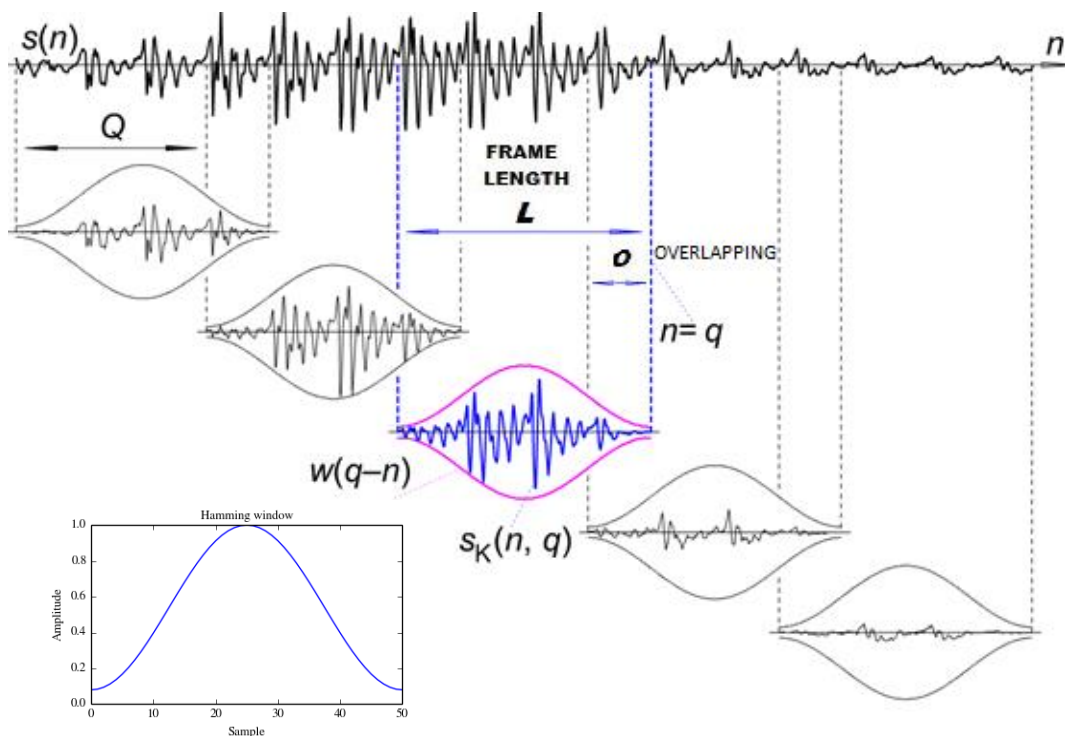 s(n)
n
Q
FRAME
LENGTH
L
o
OVERLAPPING
n= q
w(q–n)
s_K(n, q)
Hamming window
1.0
0.8
0.6
0.4
0.2
0.0
Amplitude
0 10 20 30 40 50
Sample